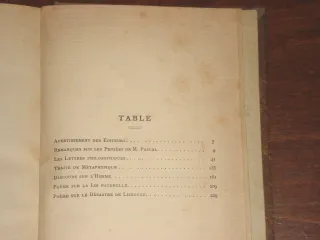 TABLE
Avertissement des Editeurs
Remarques sur les Pensées de M. Pascal
Les Lettres philosophiques
Traité de Métaphysique
Discours sur l'Homme
Poème sur la Loi naturelle
Poème sur le Désastre de Lisbonne